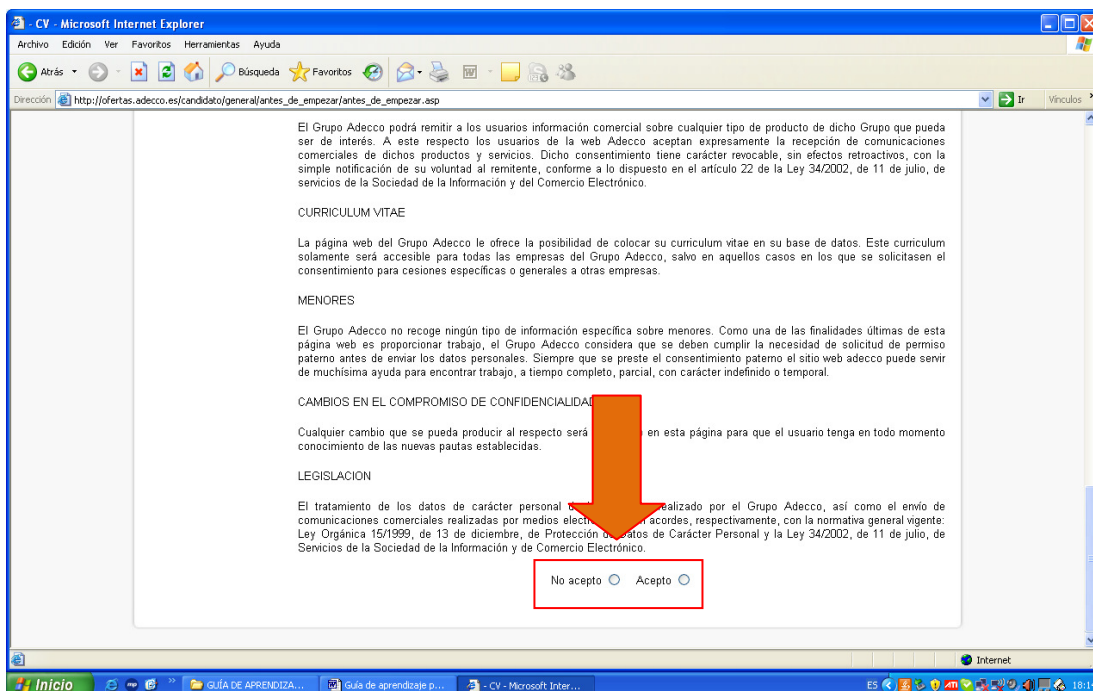 - CV - Microsoft Internet Explorer
Archivo Edición Ver Favoritos Herramientas Ayuda
Atrás Búsqueda Favoritos
Dirección http://ofertas.adecco.es/candidato/general/antes_de_empezar/antes_de_empezar.asp Ir Vínculos »
El Grupo Adecco podrá remitir a los usuarios información comercial sobre cualquier tipo de producto de dicho Grupo que pueda
ser de interés. A este respecto los usuarios de la web Adecco aceptan expresamente la recepción de comunicaciones
comerciales de dichos productos y servicios. Dicho consentimiento tiene carácter revocable, sin efectos retroactivos, con la
simple notificación de su voluntad al remitente, conforme a lo dispuesto en el artículo 22 de la Ley 34/2002, de 11 de julio, de
servicios de la Sociedad de la Información y del Comercio Electrónico.
CURRICULUM VITAE
La página web del Grupo Adecco le ofrece la posibilidad de colocar su curriculum vitae en su base de datos. Este curriculum
solamente será accesible para todas las empresas del Grupo Adecco, salvo en aquellos casos en los que se solicitasen el
consentimiento para cesiones específicas o generales a otras empresas.
MENORES
El Grupo Adecco no recoge ningún tipo de información específica sobre menores. Como una de las finalidades últimas de esta
página web es proporcionar trabajo, el Grupo Adecco considera que se deben cumplir la necesidad de solicitud de permiso
paterno antes de enviar los datos personales. Siempre que se preste el consentimiento paterno el sitio web adecco puede servir
de muchísima ayuda para encontrar trabajo, a tiempo completo, parcial, con carácter indefinido o temporal.
CAMBIOS EN EL COMPROMISO DE CONFIDENCIALIDAD
Cualquier cambio que se pueda producir al respecto será en esta página para que el usuario tenga en todo momento
conocimiento de las nuevas pautas establecidas.
LEGISLACION
El tratamiento de los datos de carácter personal realizado por el Grupo Adecco, así como el envío de
comunicaciones comerciales realizadas por medios acordes, respectivamente, con la normativa general vigente:
Ley Orgánica 15/1999, de 13 de diciembre, de Protección de Datos de Carácter Personal y la Ley 34/2002, de 11 de julio, de
Servicios de la Sociedad de la Información y de Comercio Electrónico.
No acepto Acepto
Internet
Inicio » GUÍA DE APRENDIZA... Guía de aprendizaje p... - CV - Microsoft Inter... ES